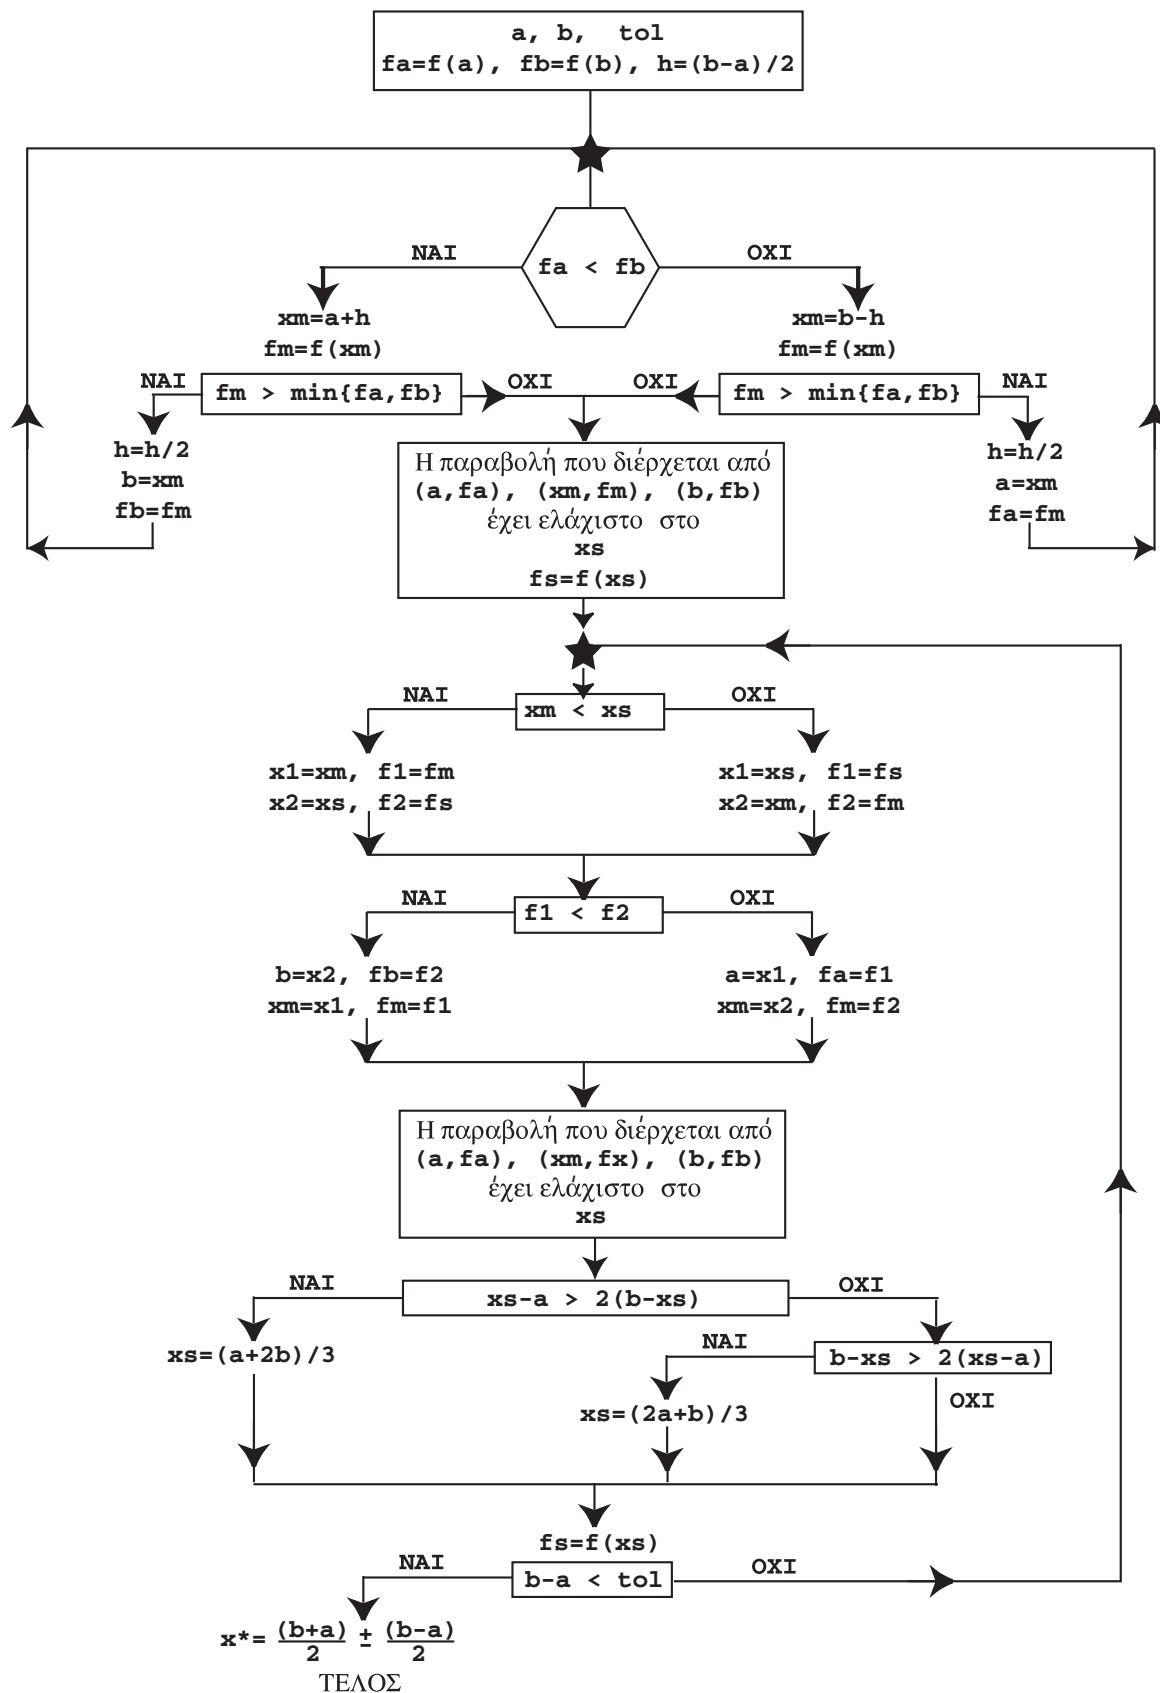 a, b, tol
fa=f(a), fb=f(b), h=(b-a)/2
NAI
OXI
fa < fb
xm=a+h
fm=f(xm)
xm=b-h
fm=f(xm)
NAI
fm > min{fa,fb}
OXI
OXI
fm > min{fa,fb}
NAI
h=h/2
b=xm
fb=fm
h=h/2
a=xm
fa=fm
Η παραβολή που διέρχεται από
(a,fa), (xm,fm), (b,fb)
έχει ελάχιστο στο
xs
fs=f(xs)
NAI
xm < xs
OXI
x1=xm, f1=fm
x2=xs, f2=fs
x1=xs, f1=fs
x2=xm, f2=fm
NAI
f1 < f2
OXI
b=x2, fb=f2
xm=x1, fm=f1
a=x1, fa=f1
xm=x2, fm=f2
Η παραβολή που διέρχεται από
(a,fa), (xm,fx), (b,fb)
έχει ελάχιστο στο
xs
NAI
xs-a > 2(b-xs)
OXI
xs=(a+2b)/3
NAI
b-xs > 2(xs-a)
xs=(2a+b)/3
OXI
fs=f(xs)
NAI
b-a < tol
OXI
x*= (b+a)/2 ± (b-a)/2
ΤΕΛΟΣ